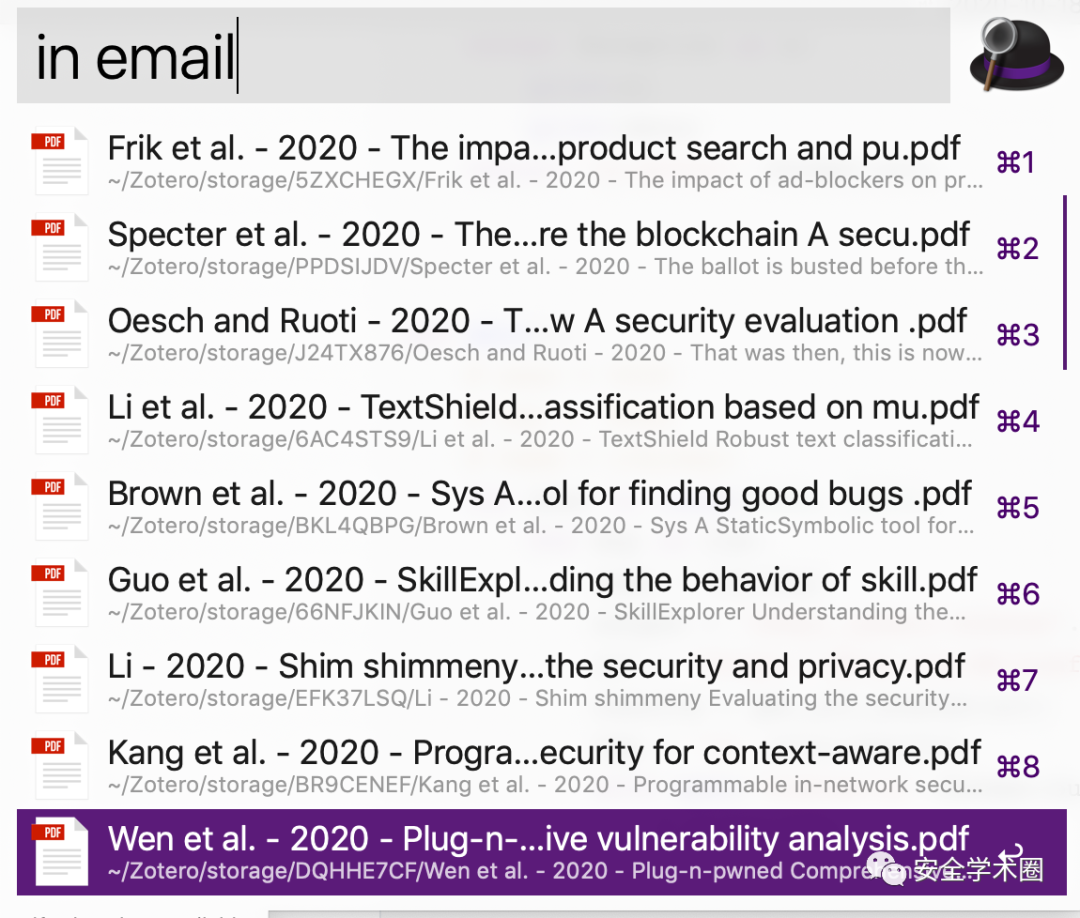 in email
PDF
Frik et al. - 2020 - The impa...product search and pu.pdf
⌘1
~/Zotero/storage/5ZXCHEGX/Frik et al. - 2020 - The impact of ad-blockers on pr...
PDF
Specter et al. - 2020 - The...re the blockchain A secu.pdf
⌘2
~/Zotero/storage/PPDSIJDV/Specter et al. - 2020 - The ballot is busted before th...
PDF
Oesch and Ruoti - 2020 - T...w A security evaluation .pdf
⌘3
~/Zotero/storage/J24TX876/Oesch and Ruoti - 2020 - That was then, this is now...
PDF
Li et al. - 2020 - TextShield...assification based on mu.pdf
⌘4
~/Zotero/storage/6AC4STS9/Li et al. - 2020 - TextShield Robust text classificati...
PDF
Brown et al. - 2020 - Sys A...ol for finding good bugs .pdf
⌘5
~/Zotero/storage/BKL4QBPG/Brown et al. - 2020 - Sys A StaticSymbolic tool for...
PDF
Guo et al. - 2020 - SkillExpl...ding the behavior of skill.pdf
⌘6
~/Zotero/storage/66NFJKIN/Guo et al. - 2020 - SkillExplorer Understanding the...
PDF
Li - 2020 - Shim shimmeny...the security and privacy.pdf
⌘7
~/Zotero/storage/EFK37LSQ/Li - 2020 - Shim shimmeny Evaluating the security...
PDF
Kang et al. - 2020 - Progra...ecurity for context-aware.pdf
⌘8
~/Zotero/storage/BR9CENEF/Kang et al. - 2020 - Programmable in-network secu...
PDF
Wen et al. - 2020 - Plug-n-...ive vulnerability analysis.pdf
~/Zotero/storage/DQHHE7CF/Wen et al. - 2020 - Plug-n-pwned
安全学术圈